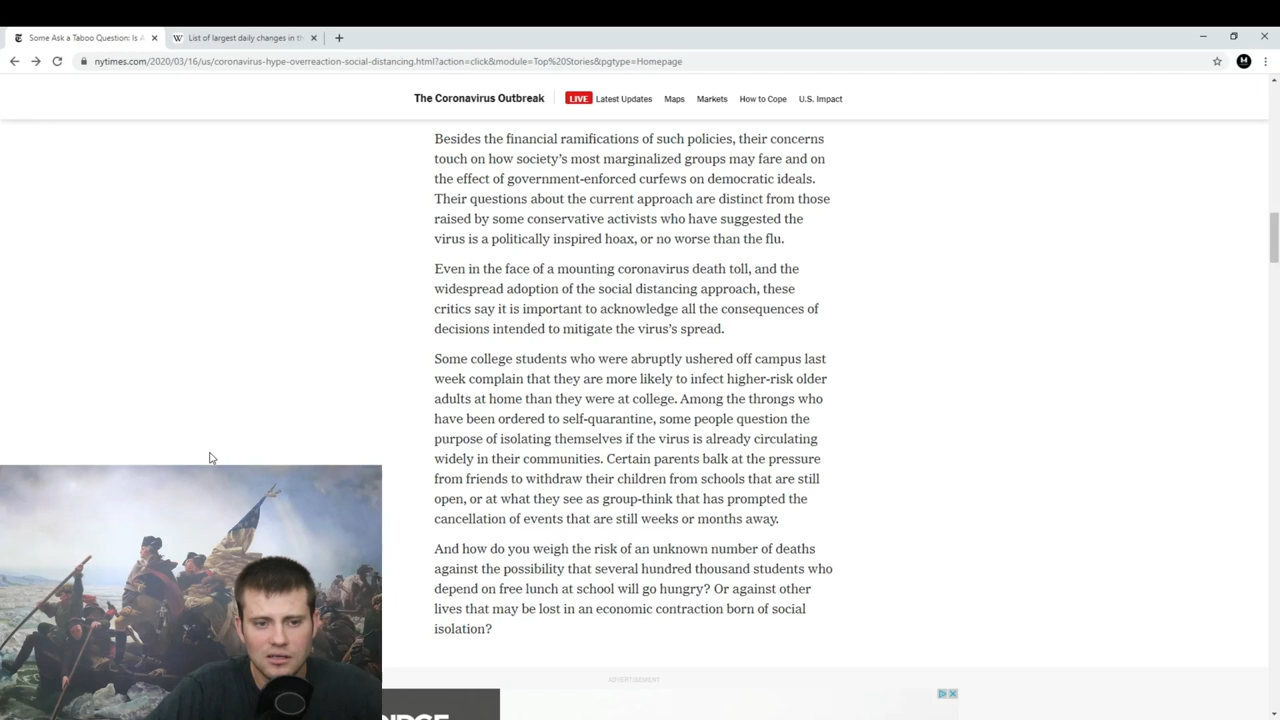 Some Ask a Taboo Question: Is A
List of largest daily changes in th
nytimes.com/2020/03/16/us/coronavirus-hype-overreaction-social-distancing.html?action=click&module=Top%20Stories&pgtype=Homepage
The Coronavirus Outbreak LIVE Latest Updates Maps Markets How to Cope U.S. Impact
Besides the financial ramifications of such policies, their concerns
touch on how society's most marginalized groups may fare and on
the effect of government-enforced curfews on democratic ideals.
Their questions about the current approach are distinct from those
raised by some conservative activists who have suggested the
virus is a politically inspired hoax, or no worse than the flu.
Even in the face of a mounting coronavirus death toll, and the
widespread adoption of the social distancing approach, these
critics say it is important to acknowledge all the consequences of
decisions intended to mitigate the virus's spread.
Some college students who were abruptly ushered off campus last
week complain that they are more likely to infect higher-risk older
adults at home than they were at college. Among the throngs who
have been ordered to self-quarantine, some people question the
purpose of isolating themselves if the virus is already circulating
widely in their communities. Certain parents balk at the pressure
from friends to withdraw their children from schools that are still
open, or at what they see as group-think that has prompted the
cancellation of events that are still weeks or months away.
And how do you weigh the risk of an unknown number of deaths
against the possibility that several hundred thousand students who
depend on free lunch at school will go hungry? Or against other
lives that may be lost in an economic contraction born of social
isolation?
ADVERTISEMENT